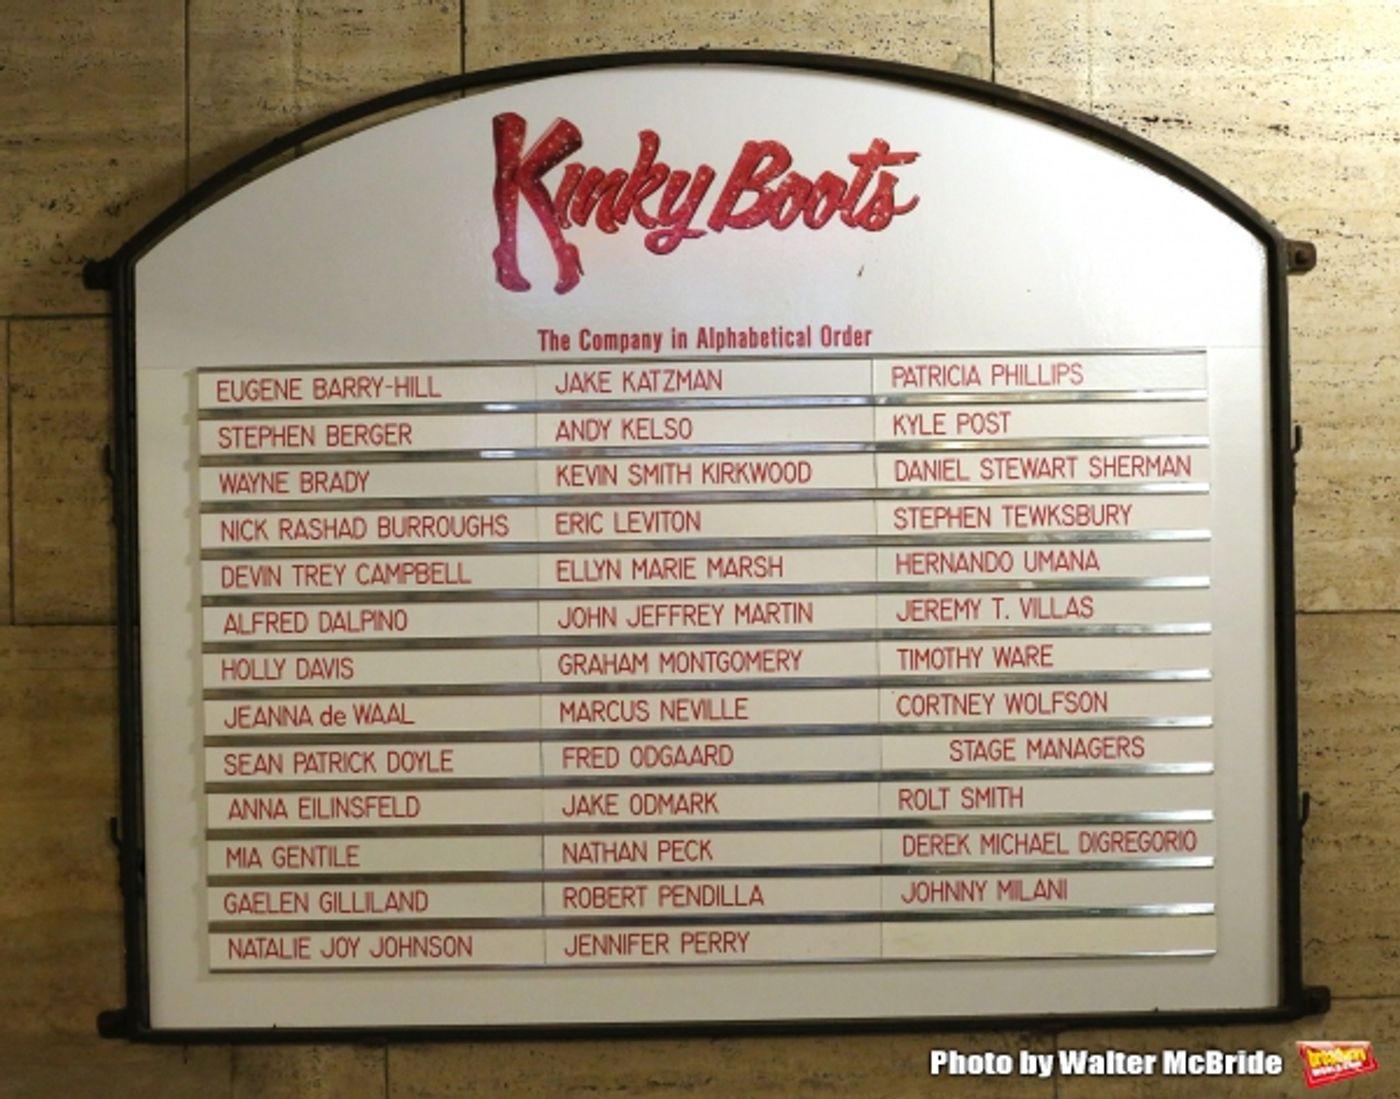 Kinky Boots
The Company in Alphabetical Order
EUGENE BARRY-HILL
STEPHEN BERGER
WAYNE BRADY
NICK RASHAD BURROUGHS
DEVIN TREY CAMPBELL
ALFRED DALPINO
HOLLY DAVIS
JEANNA de WAAL
SEAN PATRICK DOYLE
ANNA EILINSFELD
MIA GENTILE
GAELEN GILLILAND
NATALIE JOY JOHNSON
JAKE KATZMAN
ANDY KELSO
KEVIN SMITH KIRKWOOD
ERIC LEVITON
ELLYN MARIE MARSH
JOHN JEFFREY MARTIN
GRAHAM MONTGOMERY
MARCUS NEVILLE
FRED ODGAARD
JAKE ODMARK
NATHAN PECK
ROBERT PENDILLA
JENNIFER PERRY
PATRICIA PHILLIPS
KYLE POST
DANIEL STEWART SHERMAN
STEPHEN TEWKSBURY
HERNANDO UMANA
JEREMY T. VILLAS
TIMOTHY WARE
CORTNEY WOLFSON
STAGE MANAGERS
ROLT SMITH
DEREK MICHAEL DIGREGORIO
JOHNNY MILANI
Photo by Walter McBride
broadway